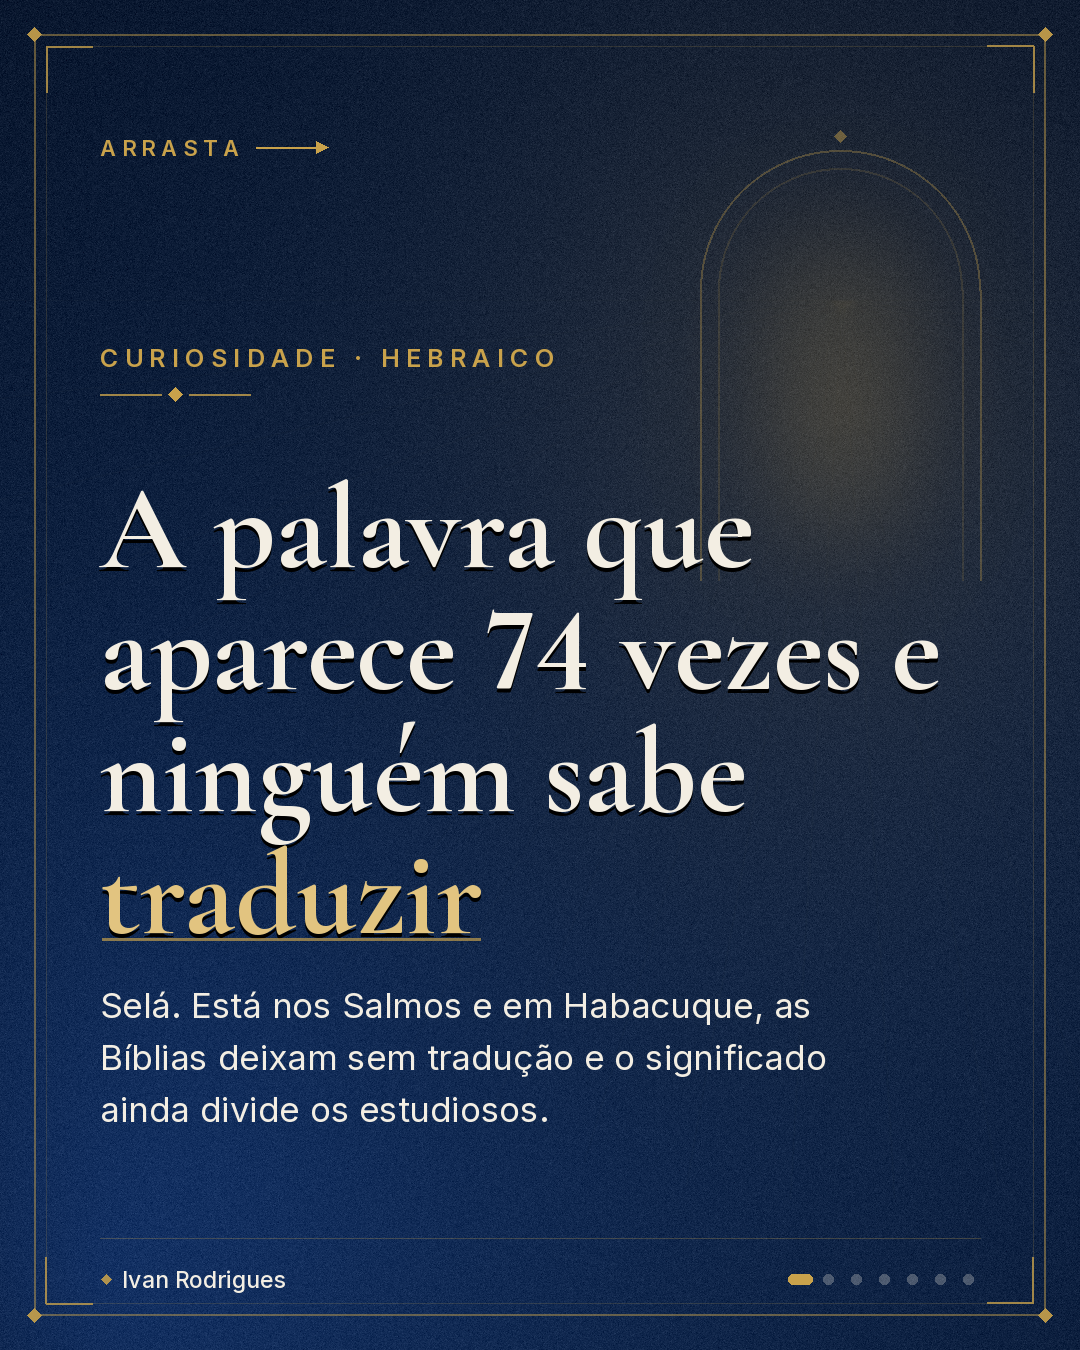 ARRASTA
CURIOSIDADE · HEBRAICO
A palavra que
aparece 74 vezes e
ninguém sabe
traduzir
Selá. Está nos Salmos e em Habacuque, as
Bíblias deixam sem tradução e o significado
ainda divide os estudiosos.
Ivan Rodrigues